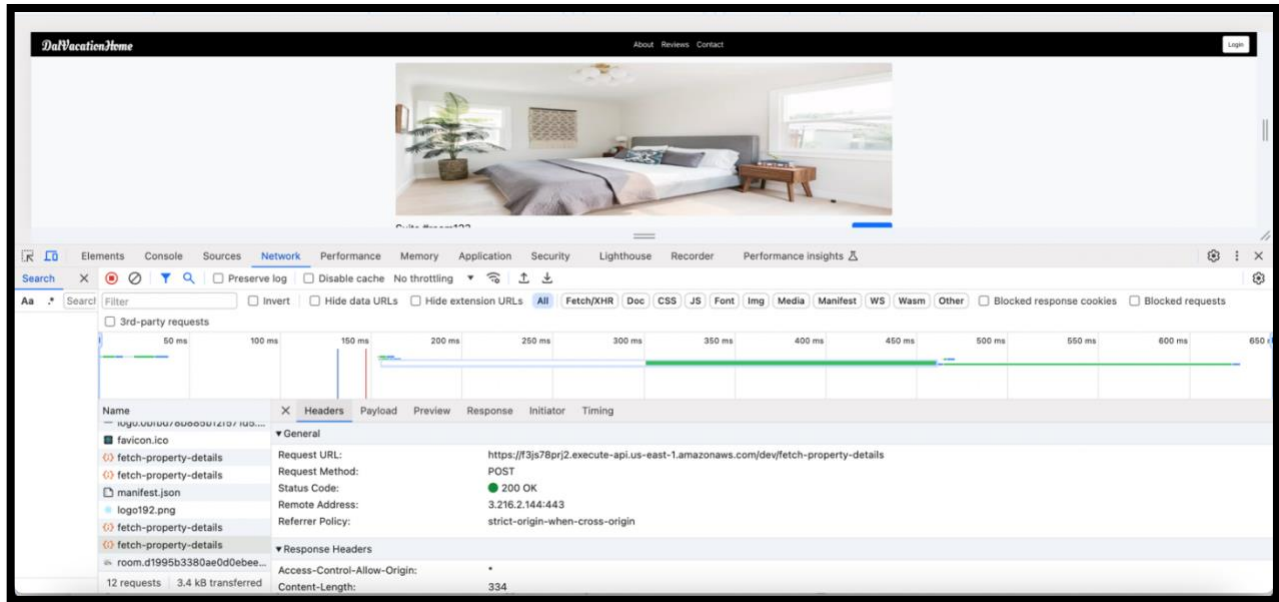 DalVacationHome About Reviews Contact Login
Suite #room123
Elements Console Sources Network Performance Memory Application Security Lighthouse Recorder Performance insights
Search Preserve log Disable cache No throttling
Aa .* Search Filter Invert Hide data URLs Hide extension URLs All Fetch/XHR Doc CSS JS Font Img Media Manifest WS Wasm Other Blocked response cookies Blocked requests
3rd-party requests
50 ms 100 ms 150 ms 200 ms 250 ms 300 ms 350 ms 400 ms 450 ms 500 ms 550 ms 600 ms 650
Name Headers Payload Preview Response Initiator Timing
favicon.ico
fetch-property-details
fetch-property-details
manifest.json
logo192.png
fetch-property-details
fetch-property-details
room.d1995b3380ae0d0ebee...
12 requests 3.4 kB transferred
General
Request URL: https://f3js78prj2.execute-api.us-east-1.amazonaws.com/dev/fetch-property-details
Request Method: POST
Status Code: 200 OK
Remote Address: 3.216.2.144:443
Referrer Policy: strict-origin-when-cross-origin
Response Headers
Access-Control-Allow-Origin: *
Content-Length: 334